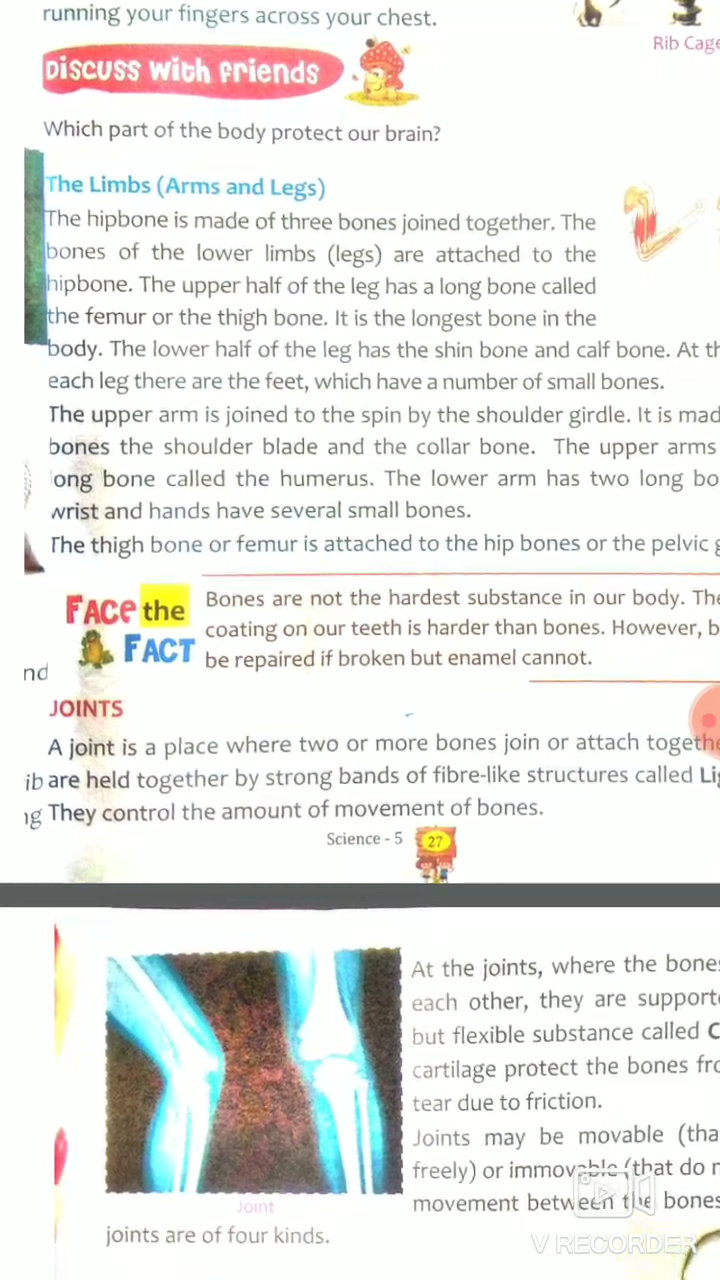 running your fingers across your chest.
Rib Cage
Discuss with friends
Which part of the body protect our brain?
The Limbs (Arms and Legs)
The hipbone is made of three bones joined together. The
bones of the lower limbs (legs) are attached to the
hipbone. The upper half of the leg has a long bone called
the femur or the thigh bone. It is the longest bone in the
body. The lower half of the leg has the shin bone and calf bone. At th
each leg there are the feet, which have a number of small bones.
The upper arm is joined to the spin by the shoulder girdle. It is mad
bones the shoulder blade and the collar bone. The upper arms
ong bone called the humerus. The lower arm has two long bo
wrist and hands have several small bones.
The thigh bone or femur is attached to the hip bones or the pelvic g
FACE the FACT
Bones are not the hardest substance in our body. The
coating on our teeth is harder than bones. However, b
be repaired if broken but enamel cannot.
nd
JOINTS
A joint is a place where two or more bones join or attach togethe
ib are held together by strong bands of fibre-like structures called Lig
ng They control the amount of movement of bones.
Science - 5 27
At the joints, where the bones
each other, they are supporte
but flexible substance called C
cartilage protect the bones fro
tear due to friction.
Joints may be movable (tha
freely) or immovable (that do n
movement between the bones
Joint
joints are of four kinds.
V RECORDER